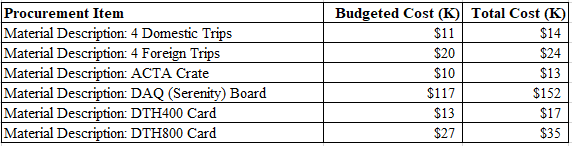 Procurement Item Budgeted Cost (K) Total Cost (K)
Material Description: 4 Domestic Trips $11 $14
Material Description: 4 Foreign Trips $20 $24
Material Description: ACTA Crate $10 $13
Material Description: DAQ (Serenity) Board $117 $152
Material Description: DTH400 Card $13 $17
Material Description: DTH800 Card $27 $35